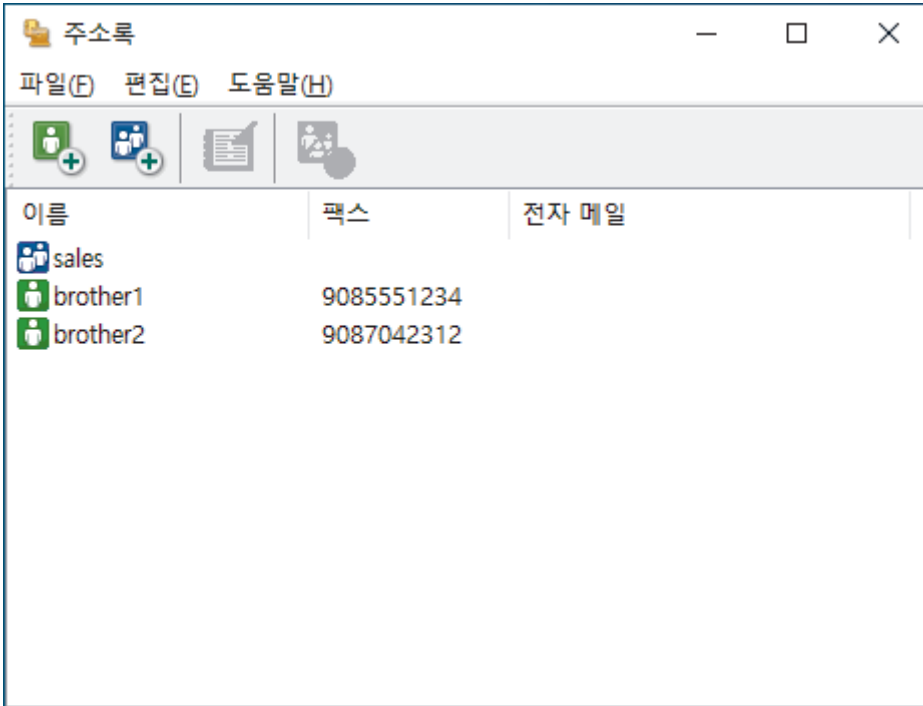 주소록
파일(F) 편집(E) 도움말(H)
이름 팩스 전자 메일
sales
brother1 9085551234
brother2 9087042312